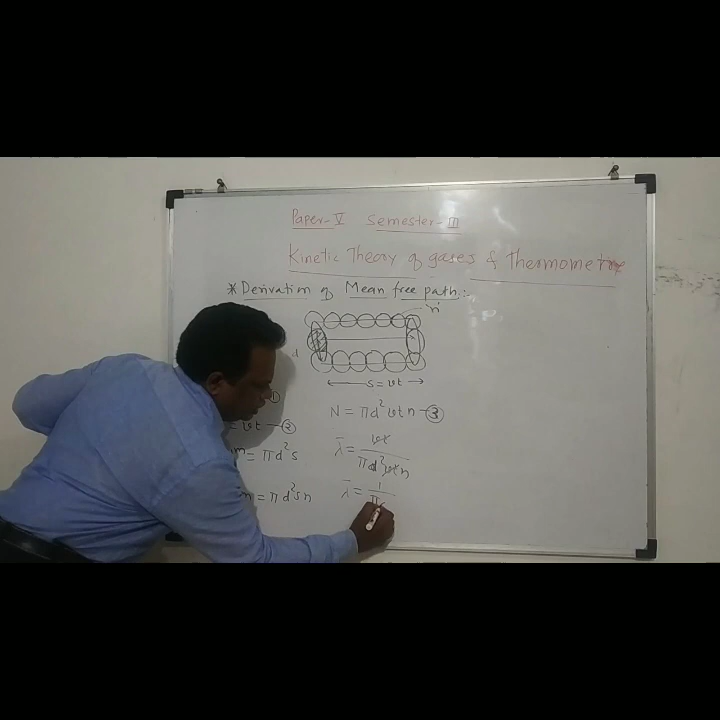 Paper-V Semester-III
Kinetic Theory of gases & Thermometry
* Derivation of Mean free path:-
'n'
d
S = vt
①
= vt —②
N = πd²vtn —③
m = πd²s
λ̄ = vt / πd²vtn
m = πd²sn
λ̄ = 1 / π